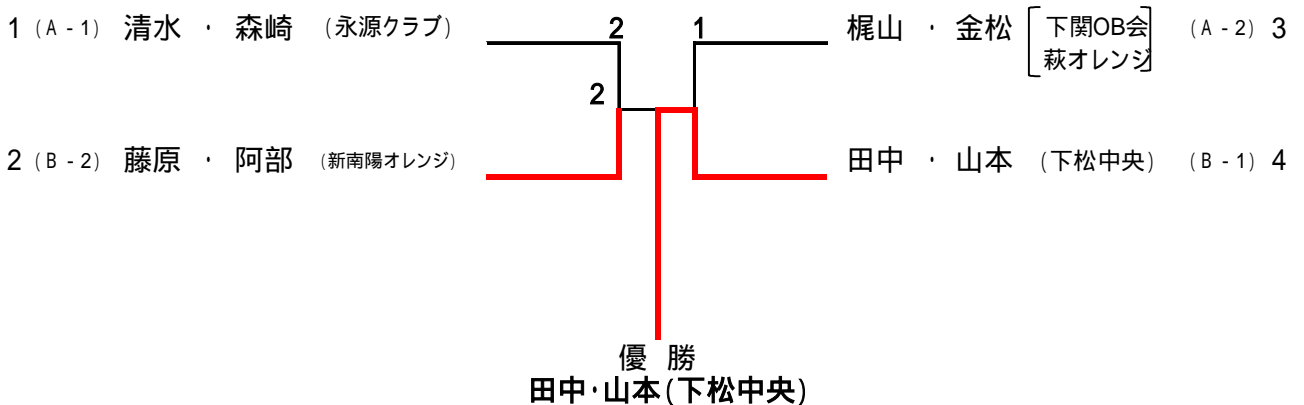 1 (A - 1) 清水 ・ 森崎 (永源クラブ) 2 1 梶山 ・ 金松 下関OB会 (A - 2) 3
萩オレンジ
2
2 (B - 2) 藤原 ・ 阿部 (新南陽オレンジ) 田中 ・ 山本 (下松中央) (B - 1) 4
優 勝
田中・山本(下松中央)